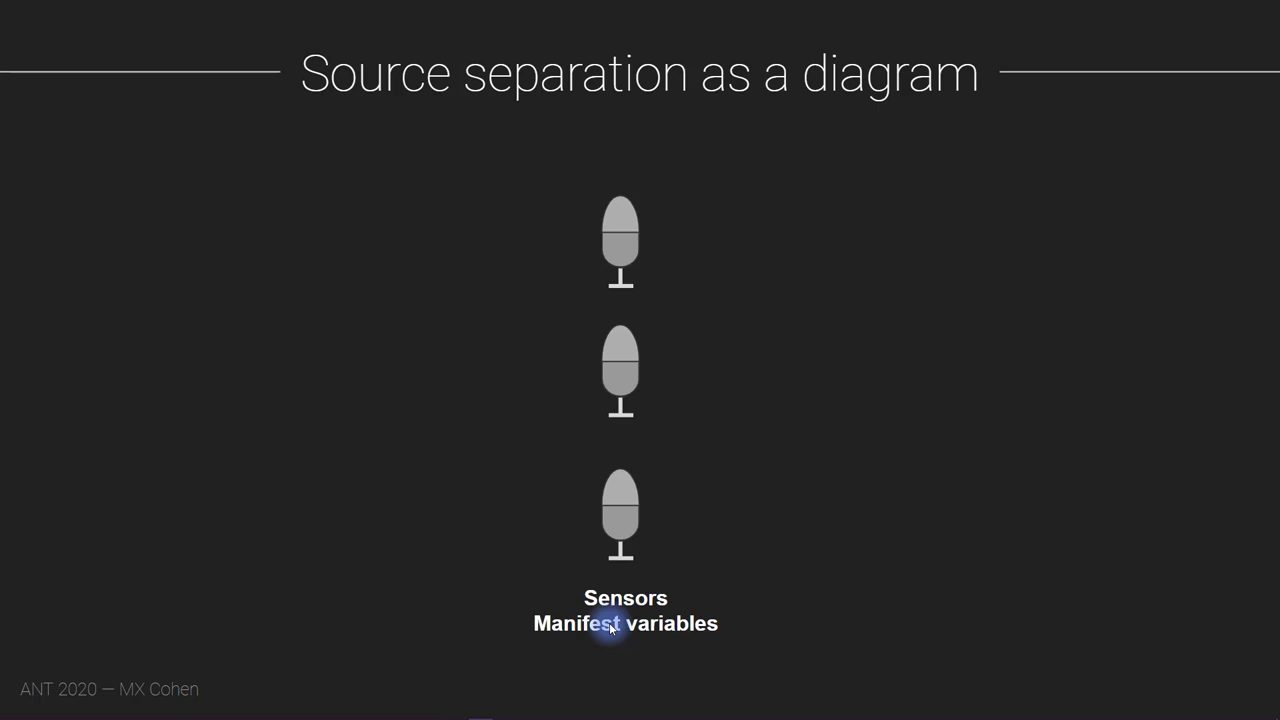 Source separation as a diagram
Sensors
Manifest variables
ANT 2020 — MX Cohen